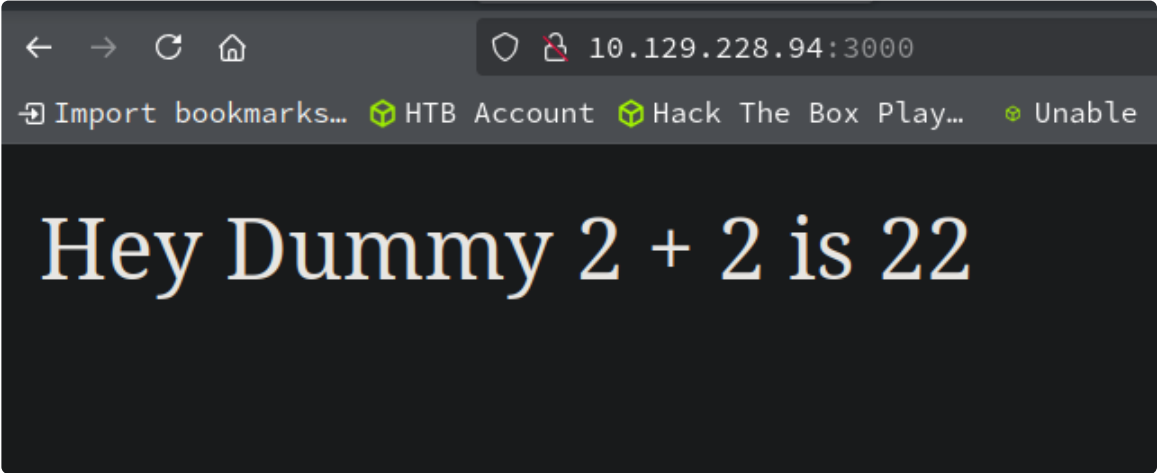 10.129.228.94:3000
Import bookmarks… HTB Account Hack The Box Play… Unable
Hey Dummy 2 + 2 is 22